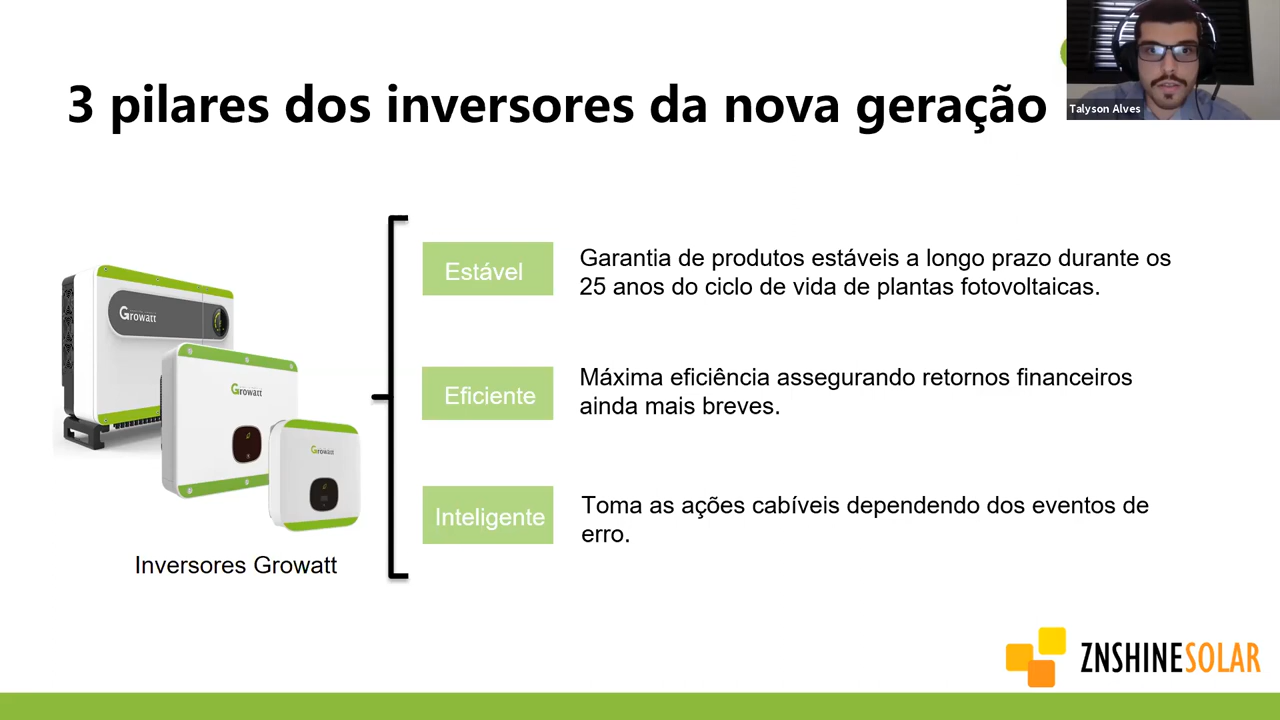 3 pilares dos inversores da nova geração
Talyson Alves
Growatt
Growatt
Growatt
Inversores Growatt
Estável
Garantia de produtos estáveis a longo prazo durante os
25 anos do ciclo de vida de plantas fotovoltaicas.
Eficiente
Máxima eficiência assegurando retornos financeiros
ainda mais breves.
Inteligente
Toma as ações cabíveis dependendo dos eventos de
erro.
ZNSHINESOLAR